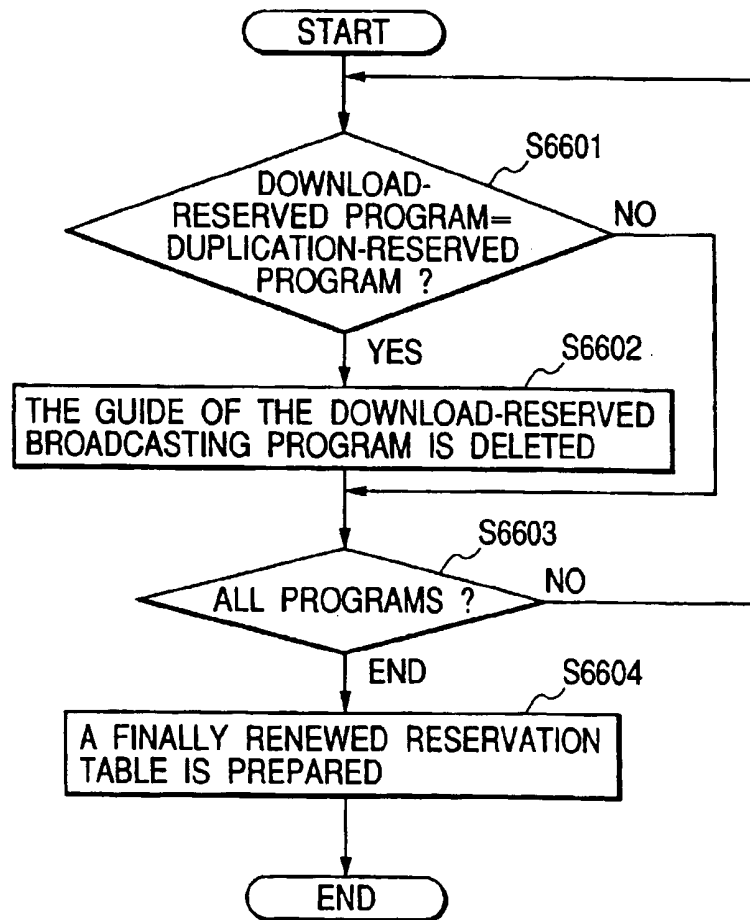 START
S6601
DOWNLOAD-
RESERVED PROGRAM=
DUPLICATION-RESERVED
PROGRAM ?
NO
YES
S6602
THE GUIDE OF THE DOWNLOAD-RESERVED
BROADCASTING PROGRAM IS DELETED
S6603
ALL PROGRAMS ?
NO
END
S6604
A FINALLY RENEWED RESERVATION
TABLE IS PREPARED
END